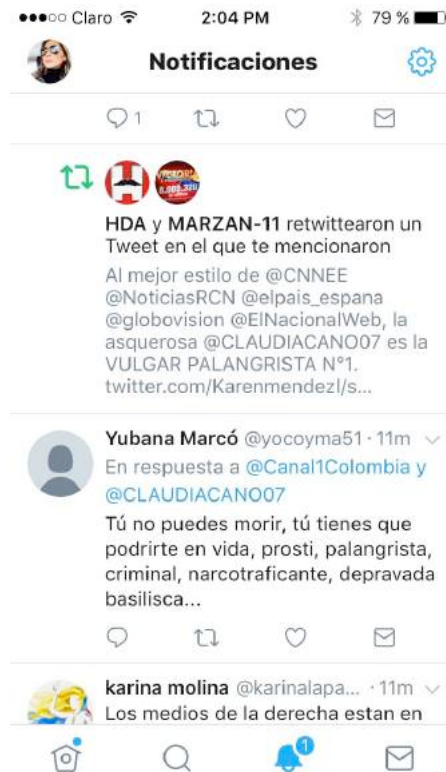 Claro 2:04 PM 79 %
Notificaciones
1
HDA y MARZAN-11 retwittearon un
Tweet en el que te mencionaron
Al mejor estilo de @CNNEE
@NoticiasRCN @elpais_espana
@globovision @ElNacionalWeb, la
asquerosa @CLAUDIACANO07 es la
VULGAR PALANGRISTA N°1.
twitter.com/Karenmendezl/s...
Yubana Marcó @yocoyma51 · 11m
En respuesta a @Canal1Colombia y
@CLAUDIACANO07
Tú no puedes morir, tú tienes que
podrirte en vida, prosti, palangrista,
criminal, narcotraficante, depravada
basilisca...
karina molina @karinalapa... · 11m
Los medios de la derecha estan en
1